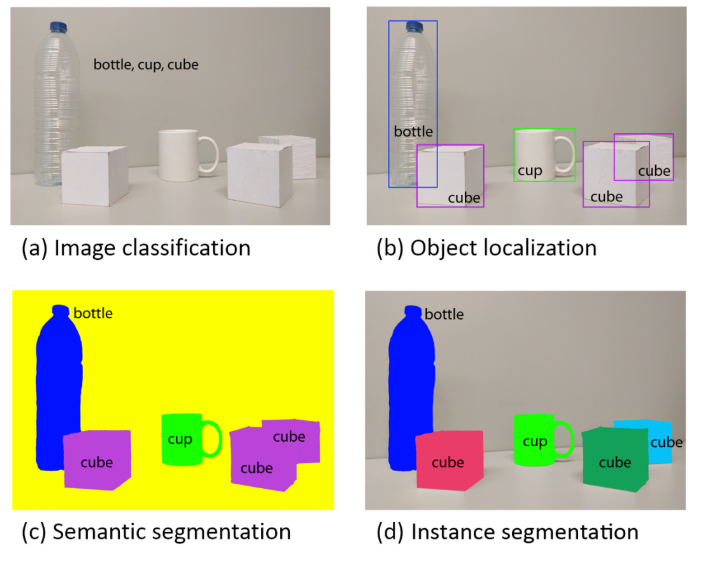 bottle, cup, cube
(a) Image classification
bottle
cup
cube
cube
cube
(b) Object localization
bottle
cup
cube
cube
cube
(c) Semantic segmentation
bottle
cup
cube
cube
cube
(d) Instance segmentation